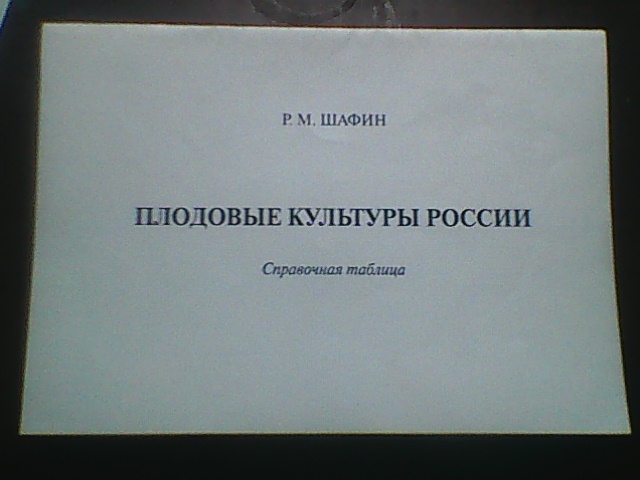 Р. М. ШАФИН
ПЛОДОВЫЕ КУЛЬТУРЫ РОССИИ
Справочная таблица